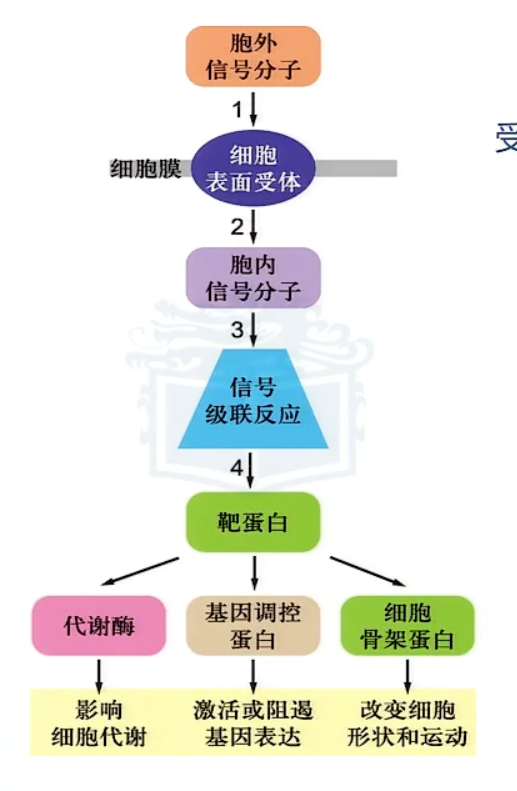 胞外
信号分子
1
受
细胞膜
细胞
表面受体
2
胞内
信号分子
3
信号
级联反应
4
靶蛋白
代谢酶
基因调控
蛋白
细胞
骨架蛋白
影响
细胞代谢
激活或阻遏
基因表达
改变细胞
形状和运动